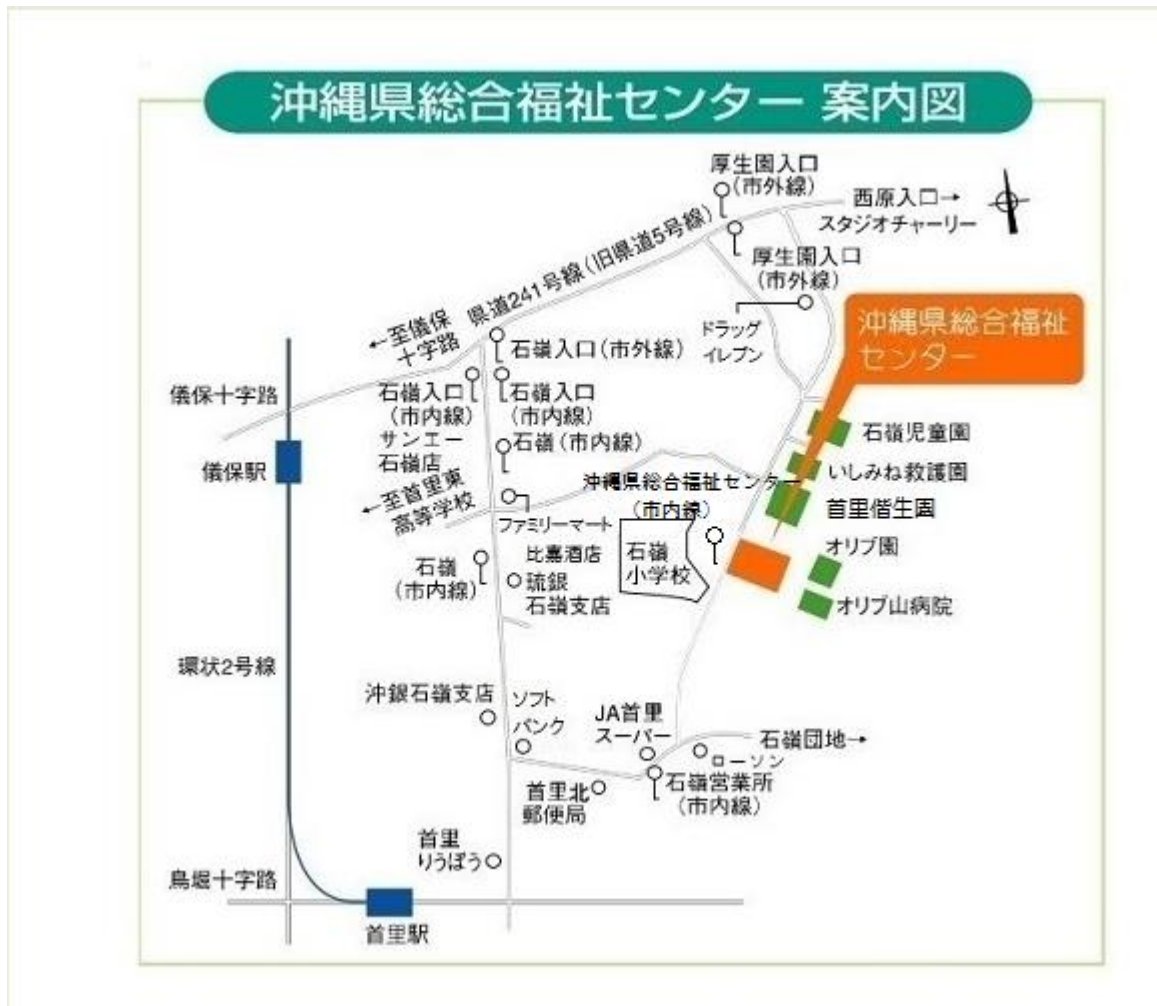 沖縄県総合福祉センター 案内図
厚生園入口
(市外線)
西原入口→
スタジオチャーリー
県道241号線(旧県道5号線)
厚生園入口
(市外線)
←至儀保
十字路
石嶺入口(市外線)
ドラッグ
イレブン
沖縄県総合福祉
センター
儀保十字路
石嶺入口
(市内線)
石嶺入口
(市内線)
サンエー
石嶺店
石嶺(市内線)
石嶺児童園
儀保駅
いしみね救護園
←至首里東
高等学校
沖縄県総合福祉センター
(市内線)
首里偕生園
ファミリーマート
比嘉酒店
石嶺
小学校
オリブ園
石嶺
(市内線)
琉銀
石嶺支店
オリブ山病院
環状2号線
沖銀石嶺支店
ソフト
バンク
JA首里
スーパー
石嶺団地→
ローソン
首里北
郵便局
石嶺営業所
(市内線)
首里
りうぼう
鳥堀十字路
首里駅